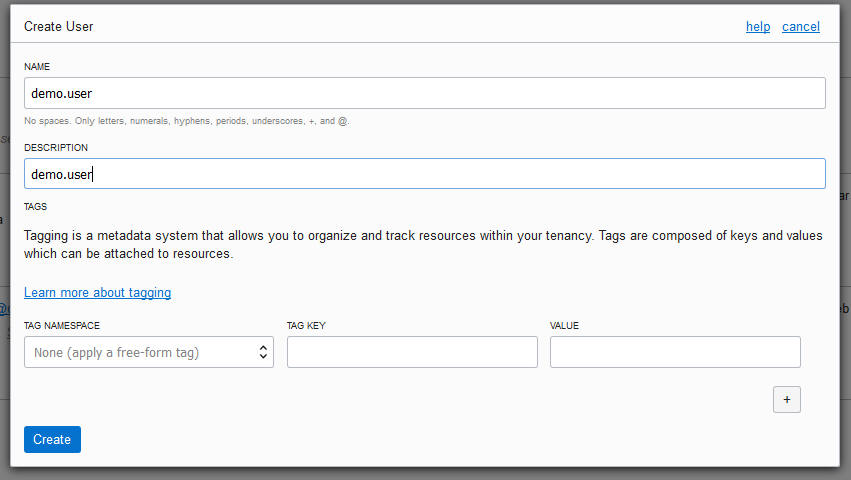 Create User help cancel
NAME
demo.user
No spaces. Only letters, numerals, hyphens, periods, underscores, +, and @.
DESCRIPTION
demo.user
TAGS
Tagging is a metadata system that allows you to organize and track resources within your tenancy. Tags are composed of keys and values
which can be attached to resources.
Learn more about tagging
TAG NAMESPACE TAG KEY VALUE
None (apply a free-form tag)
+
Create